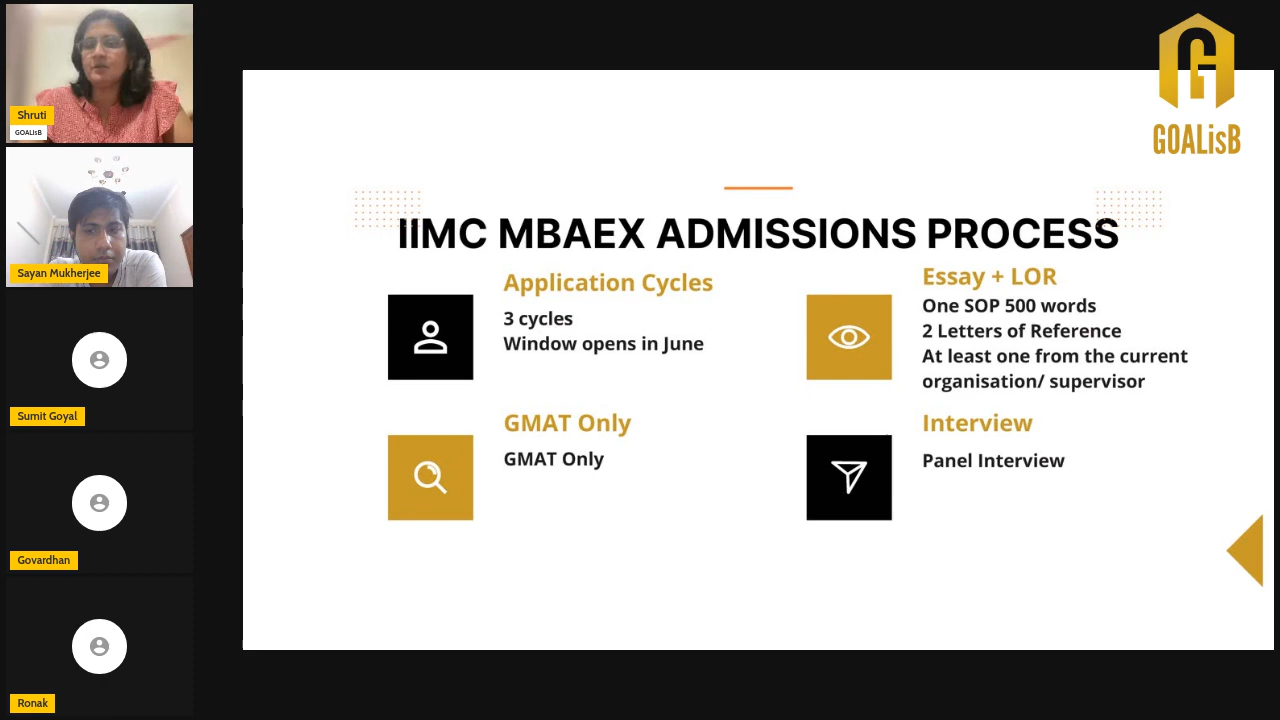 Shruti
GOALisB
Sayan Mukherjee
Sumit Goyal
Govardhan
Ronak
GOALisB
IIMC MBAEX ADMISSIONS PROCESS
Application Cycles
3 cycles
Window opens in June
Essay + LOR
One SOP 500 words
2 Letters of Reference
At least one from the current
organisation/ supervisor
GMAT Only
GMAT Only
Interview
Panel Interview